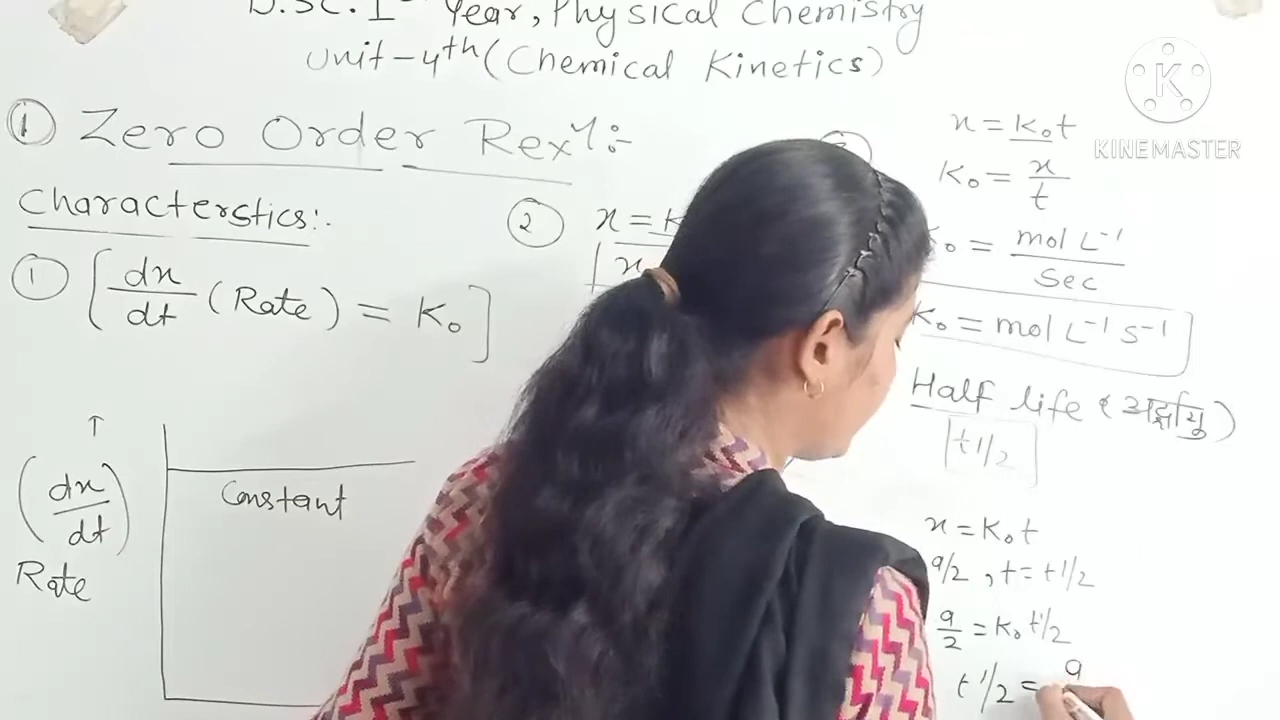 B.Sc. I Year, Physical Chemistry
Unit-4th (Chemical Kinetics)
① Zero Order Rexⁿ:-
Characterstics:-
① [dx/dt (Rate) = K₀]
↑
(dx/dt)
Rate
Constant
② x = K
x
x = K₀t
K₀ = x/t
K₀ = mol L⁻¹/Sec
K₀ = mol L⁻¹ S⁻¹
Half life (अर्द्धायु)
t1/2
x = K₀t
a/2, t = t1/2
a/2 = K₀ t1/2
t1/2 = a
K
KINEMASTER